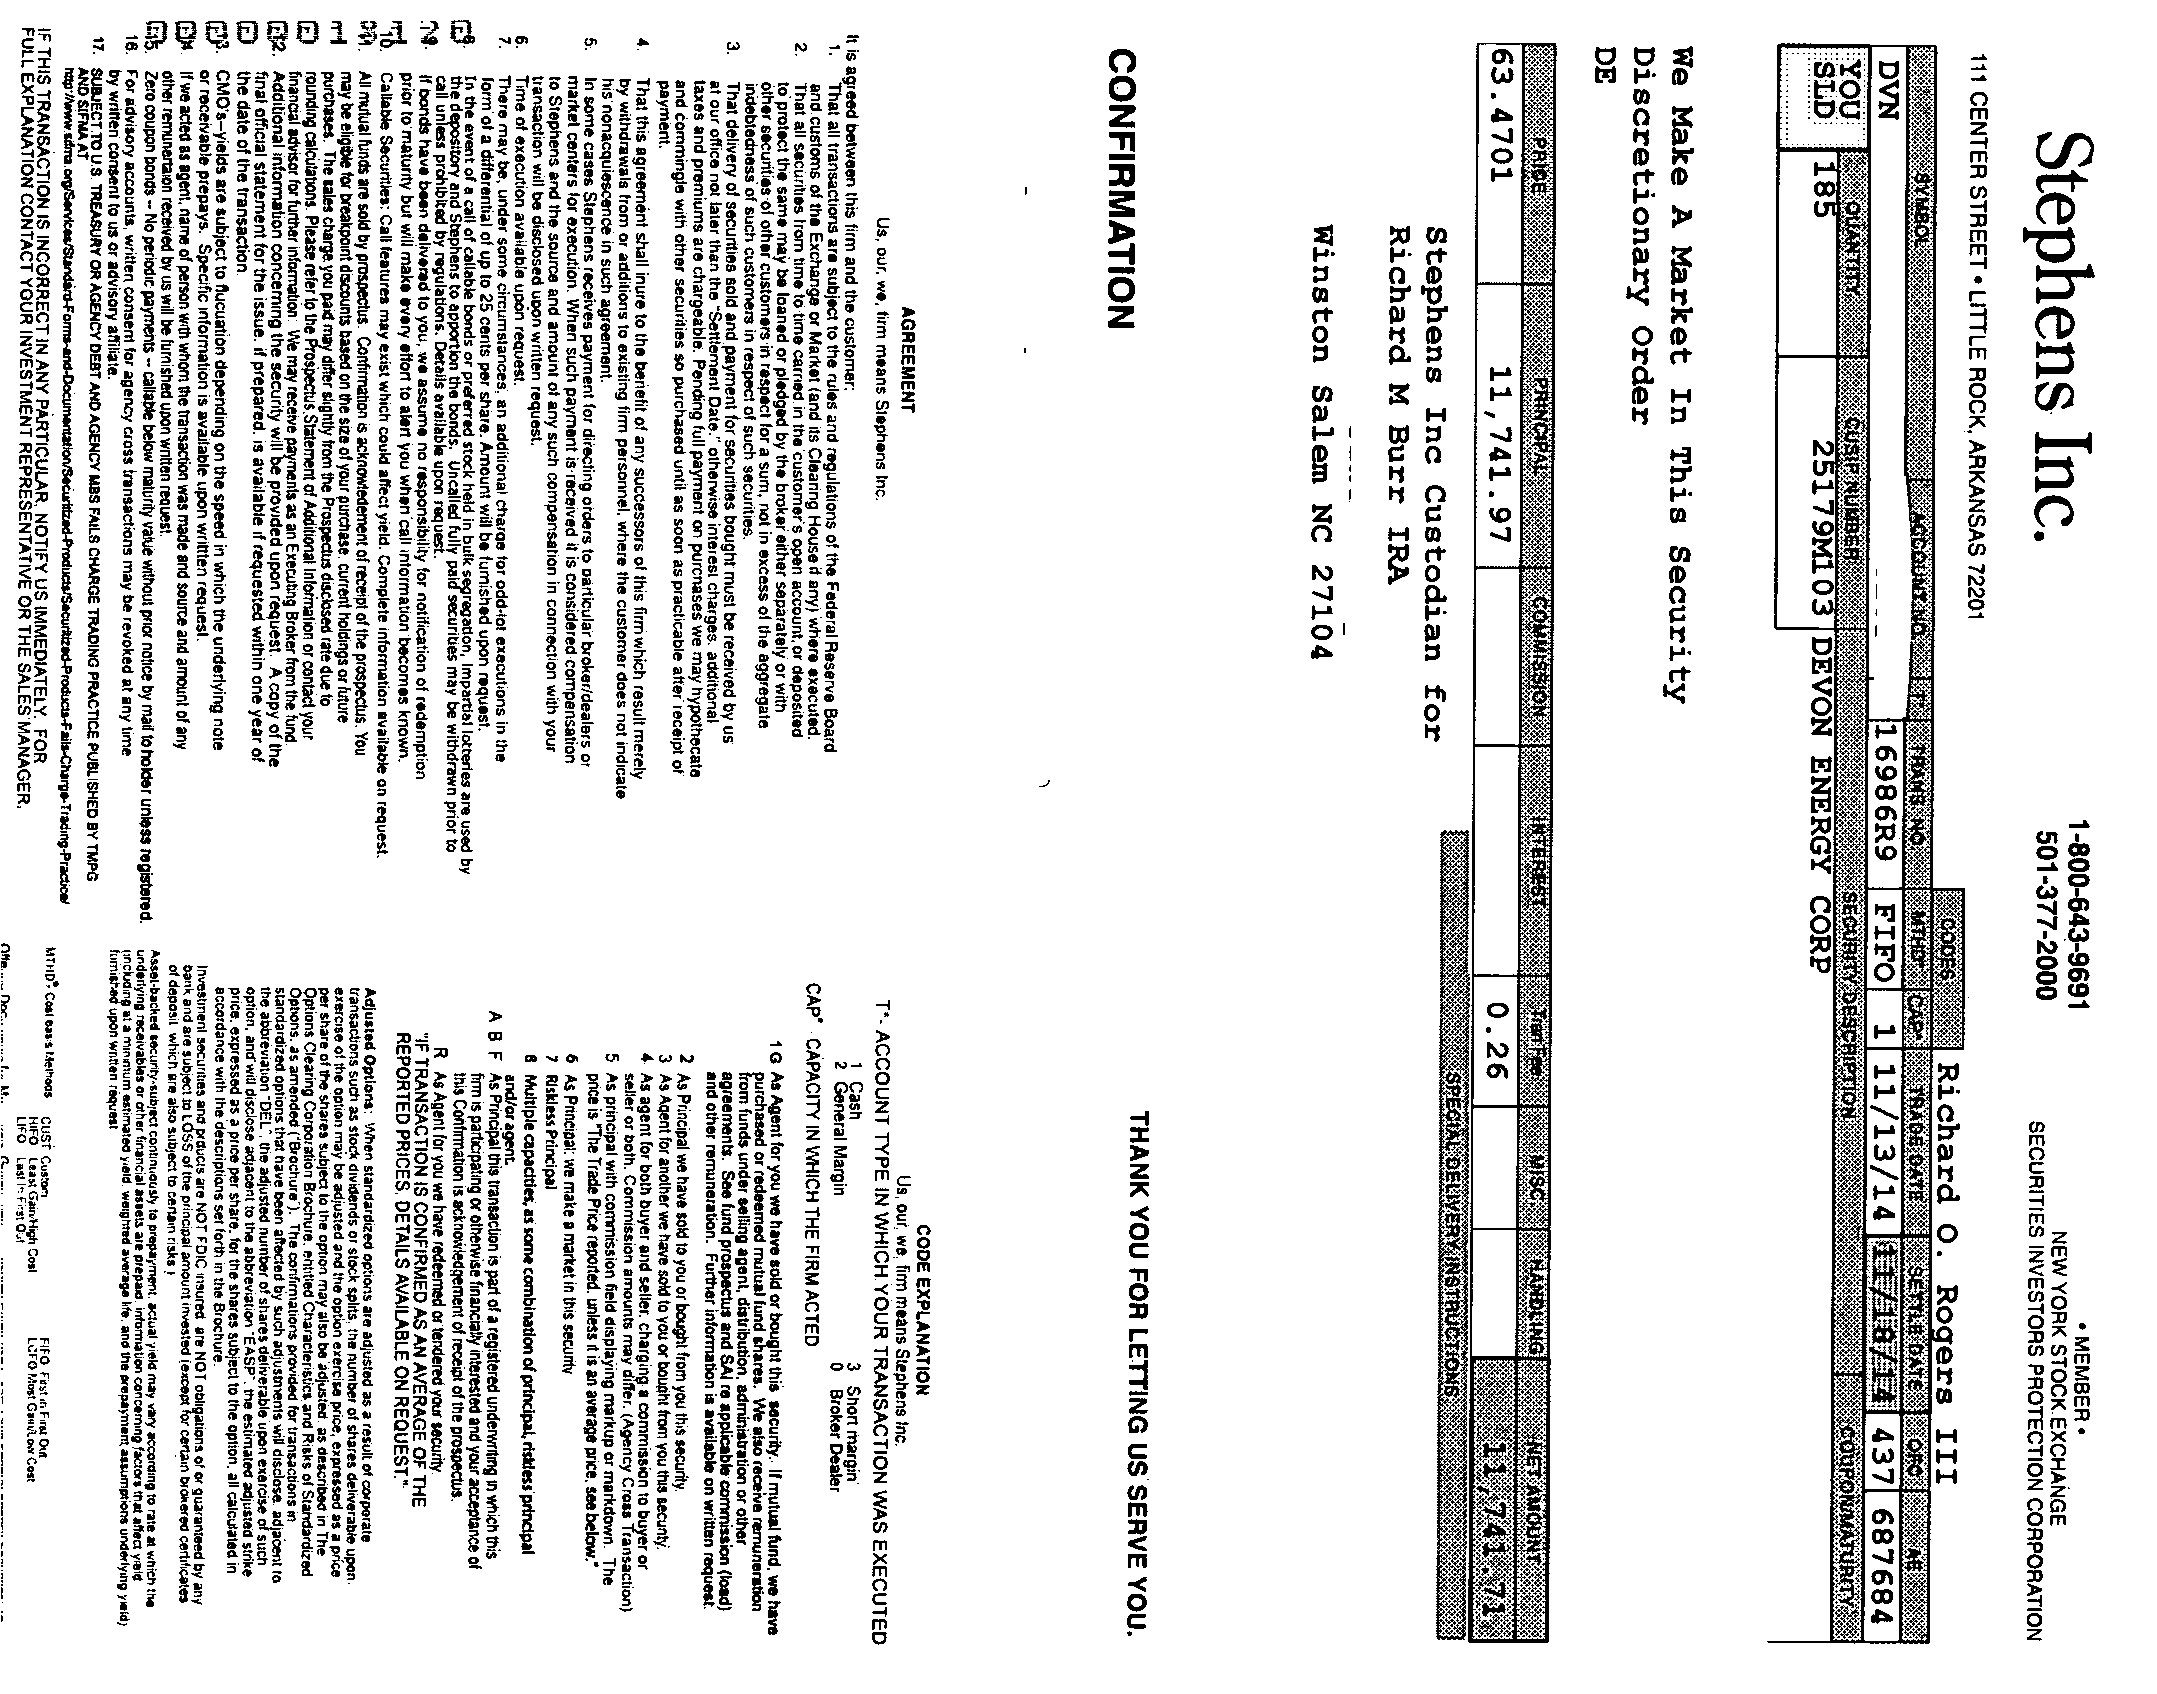 Stephens Inc.
111 CENTER STREET • LITTLE ROCK, ARKANSAS 72201
1-800-643-9691
501-377-2000
• MEMBER •
NEW YORK STOCK EXCHANGE
SECURITIES INVESTORS PROTECTION CORPORATION
CODES
Richard O. Rogers III
SYMBOL ACCOUNT NO. T* TRANS NO. MTHD* CAP* TRADE DATE SETTLE DATE ORG AE
DVN 16986R9 FIFO 1 11/13/14 11/18/14 437 687684
YOU SLD QUANTITY CUSIP NUMBER SECURITY DESCRIPTION COUPON/MATURITY
185 25179M103 DEVON ENERGY CORP
We Make A Market In This Security
Discretionary Order
DE
PRICE PRINCIPAL COMMISSION INTEREST Tran Fee MISC HANDLING NET AMOUNT
63.4701 11,741.97 0.26 11,741.71
SPECIAL DELIVERY INSTRUCTIONS
Stephens Inc Custodian for
Richard M Burr IRA
Winston Salem NC 27104
CONFIRMATION
THANK YOU FOR LETTING US SERVE YOU.
AGREEMENT
Us, our, we, firm means Stephens Inc.
It is agreed between this firm and the customer:
1. That all transactions are subject to the rules and regulations of the Federal Reserve Board
and customs of the Exchange or Market (and its Clearing House if any) where executed.
2. That all securities from time to time carried in the customer's open account, or deposited
to protect the same may be loaned or pledged by the broker either separately or with
other securities of other customers in respect for a sum, not in excess of the aggregate
indebtedness of such customers in respect of such securities.
3. That delivery of securities sold and payment for securities bought must be received by us
at our office not later than the "Settlement Date," otherwise interest charges, additional
taxes and premiums are chargeable. Pending full payment on purchases we may hypothecate
and commingle with other securities so purchased until as soon as practicable after receipt of
payment.
4. That this agreement shall inure to the benefit of any successors of this firm which result merely
by withdrawals from or additions to existing firm personnel, where the customer does not indicate
his nonacquiescence in such agreement.
5. In some cases Stephens receives payment for directing orders to particular broker/dealers or
market centers for execution. When such payment is received it is considered compensation
to Stephens and the source and amount of any such compensation in connection with your
transaction will be disclosed upon written request.
6. Time of execution available upon request.
7. There may be, under some circumstances, an additional charge for odd-lot executions in the
form of a differential of up to 25 cents per share. Amount will be furnished upon request.
8. In the event of a call of callable bonds or preferred stock held in bulk segregation, Impartial lotteries are used by
the depository and Stephens to apportion the bonds. Uncalled fully paid securities may be withdrawn prior to
call unless prohibited by regulations. Details available upon request.
9. If bonds have been delivered to you, we assume no responsibility for notification of redemption
prior to maturity but will make every effort to alert you when call information becomes known.
10. Callable Securities: Call features may exist which could affect yield. Complete information available on request.
11. All mutual funds are sold by prospectus. Confirmation is acknowledement of receipt of the prospectus. You
may be eligible for breakpoint discounts based on the size of your purchase, current holdings or future
purchases. The sales charge you paid may differ slightly from the Prospectus disclosed rate due to
rounding calculations. Please refer to the Prospectus Statement of Additional Information or contact your
financial advisor for further information. We may receive payments as an Executing Broker from the fund.
12. Additional information concerning the security will be provided upon request. A copy of the
final official statement for the issue, if prepared, is available if requested within one year of
the date of the transaction.
13. CMO's--yields are subject to flucuation depending on the speed in which the underlying note
or receivable prepays. Specific information is available upon writtten request.
14. If we acted as agent, name of person with whom the transaction was made and source and amount of any
other remunertaion received by us will be furnished upon written request.
15. Zero coupon bonds -- No periodic payments -- callable below maturity value without prior notice by mail to holder unless registered.
16. For advisory accounts, written consent for agency cross transactions may be revoked at any time
by written consent to us or advisory affiliate.
17. SUBJECT TO U.S. TREASURY OR AGENCY DEBT AND AGENCY MBS FAILS CHARGE TRADING PRACTICE PUBLISHED BY TMPG
AND SIFMA AT
http://www.sifma.org/Services/Standard-Forms-and-Documentation/Securitized-Products/Securitized-Products-Fails-Charge-Trading-Practice/
IF THIS TRANSACTION IS INCORRECT IN ANY PARTICULAR, NOTIFY US IMMEDIATELY. FOR
FULL EXPLANATION CONTACT YOUR INVESTMENT REPRESENTATIVE OR THE SALES MANAGER.
CODE EXPLANATION
Us, our, we, firm means Stephens Inc.
T*- ACCOUNT TYPE IN WHICH YOUR TRANSACTION WAS EXECUTED
1 Cash 3 Short margin
2 General Margin 0 Broker Dealer
CAP* - CAPACITY IN WHICH THE FIRM ACTED
1 G As Agent for you we have sold or bought this security. If mutual fund, we have
purchased or redeemed mutual fund shares. We also receive remuneration
from funds under selling agent, distribution, administration or other
agreements. See fund prospectus and SAI re applicable commission (load)
and other remuneration. Further information is available on written request.
2 As Principal we have sold to you or bought from you this security.
3 As Agent for another we have sold to you or bought from you this security.
4 As agent for both buyer and seller, charging a commission to buyer or
seller or both. Commission amounts may differ. (Agency Cross Transaction)
5 As principal with commission field displaying markup or markdown. The
price is "The Trade Price reported, unless it is an average price, see below."
6 As Principal; we make a market in this security
7 Riskless Principal
8 Multiple capacities, as some combination of principal, riskless principal
and/or agent.
A B F As Principal this transaction is part of a registered underwriting in which this
firm is participating or otherwise financially interested and your acceptance of
this Confirmation is acknowledgement of receipt of the prospectus.
R As Agent for you we have redeemed or tendered your security
"IF TRANSACTION IS CONFIRMED AS AN AVERAGE OF THE
REPORTED PRICES, DETAILS AVAILABLE ON REQUEST."
Adjusted Options: When standardized options are adjusted as a result of corporate
transactions such as stock dividends or stock splits, the number of shares deliverable upon
exercise of the option may be adjusted and the option exercise price, expressed as a price
per share of the shares subject to the option may also be adjusted, as described in The
Options Clearing Corporation Brochure, entitled Characteristics and Risks of Standardized
Options, as amended ("Brochure"). The confirmations provided for transactions in
standardized options that have been affected by such adjustments will disclose, adjacent to
the abbreviation "DEL", the adjusted number of shares deliverable upon exercise of such
option, and will disclose adjacent to the abbreviation "EASP", the estimated adjusted strike
price, expressed as a price per share, for the shares subject to the option, all calculated in
accordance with the descriptions set forth in the Brochure.
Investment securities and products are NOT FDIC insured, are NOT obligations of or guaranteed by any
bank and are subject to LOSS of the principal amount invested (except for certain brokered certificates
of deposit, which are also subject to certain risks.)
Asset-backed security-subject continuously to prepayment, actual yield may vary according to rate at which the
underlying receivables or other financial assets are prepaid, information concerning factors that affect yield
(including at a minimum estimated yield, weighted average life, and the prepayment assumptions underlying yield)
furnished upon written request
MTHD*, Cost Basis Methods CUST Custom FIFO First in First Out
HIFO Least Gain/High Cost LGFO Most Gain/Low Cost
LIFO Last In First Out